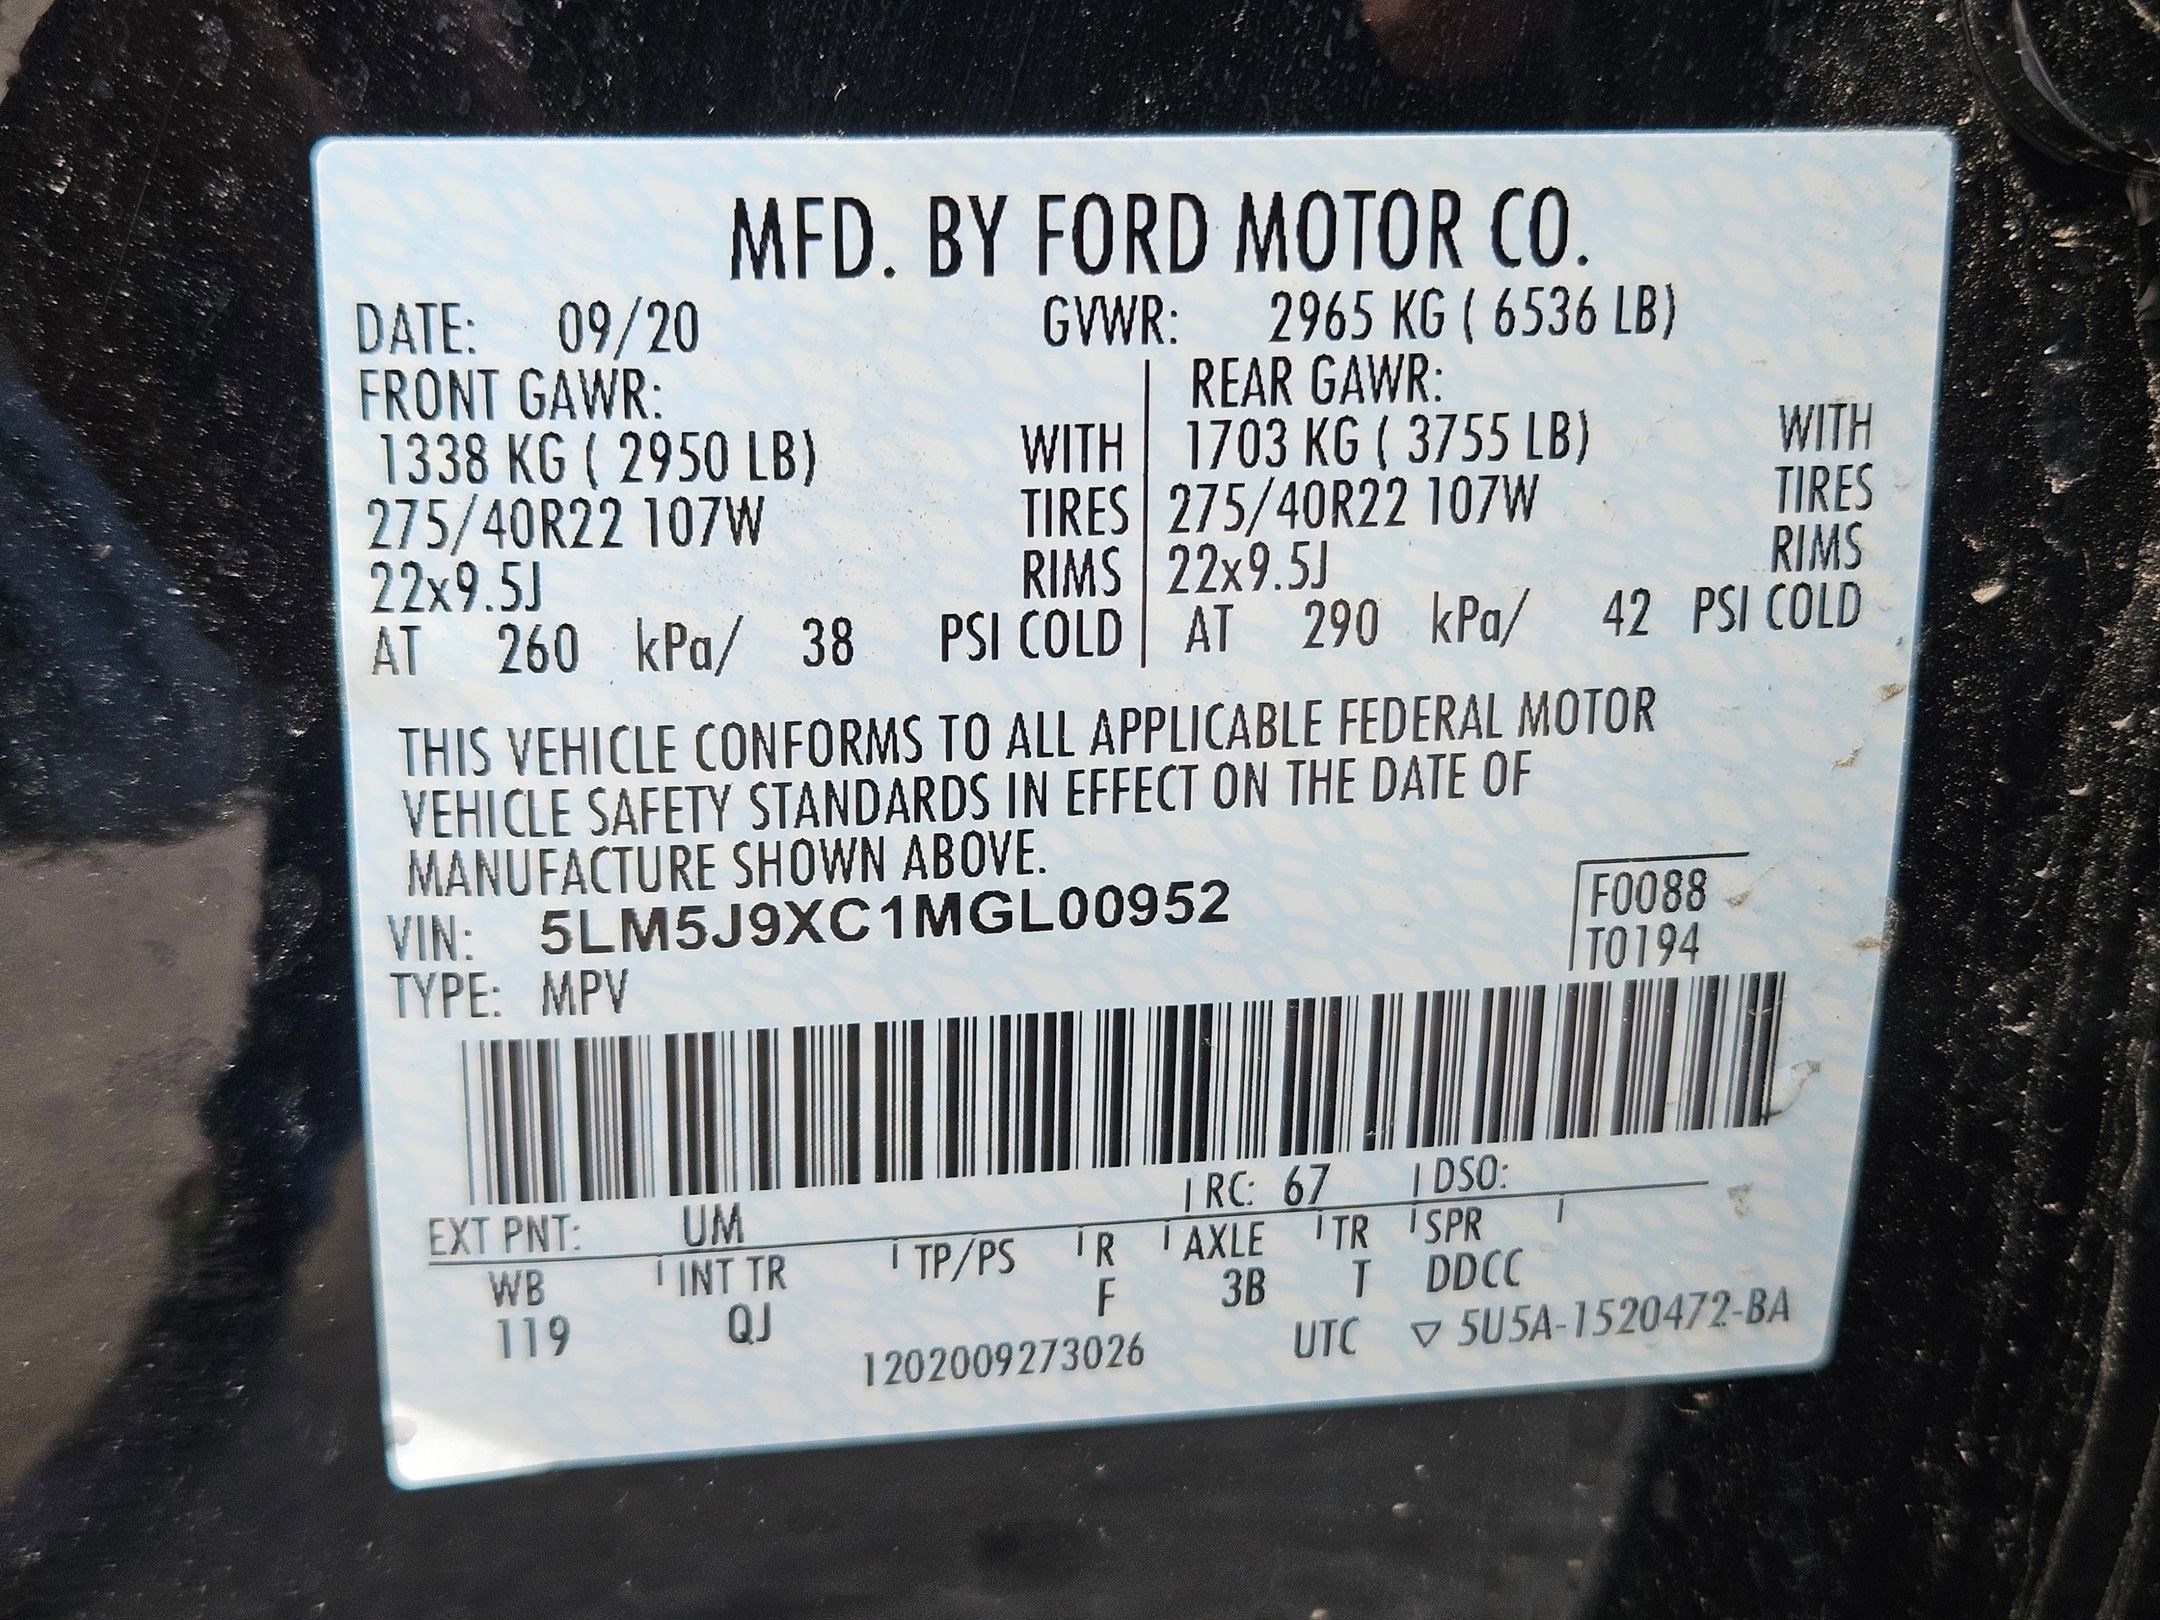 MFD. BY FORD MOTOR CO.
DATE: 09/20 GVWR: 2965 KG ( 6536 LB)
FRONT GAWR: REAR GAWR:
1338 KG ( 2950 LB) WITH 1703 KG ( 3755 LB) WITH
275/40R22 107W TIRES 275/40R22 107W TIRES
22x9.5J RIMS 22x9.5J RIMS
AT 260 kPa/ 38 PSI COLD AT 290 kPa/ 42 PSI COLD
THIS VEHICLE CONFORMS TO ALL APPLICABLE FEDERAL MOTOR
VEHICLE SAFETY STANDARDS IN EFFECT ON THE DATE OF
MANUFACTURE SHOWN ABOVE.
VIN: 5LM5J9XC1MGL00952 F0088
TYPE: MPV T0194
EXT PNT: UM RC: 67 DSO:
WB INT TR TP/PS R AXLE TR SPR
119 QJ F 3B T DDCC
1202009273026 UTC ▽ 5U5A-1520472-BA